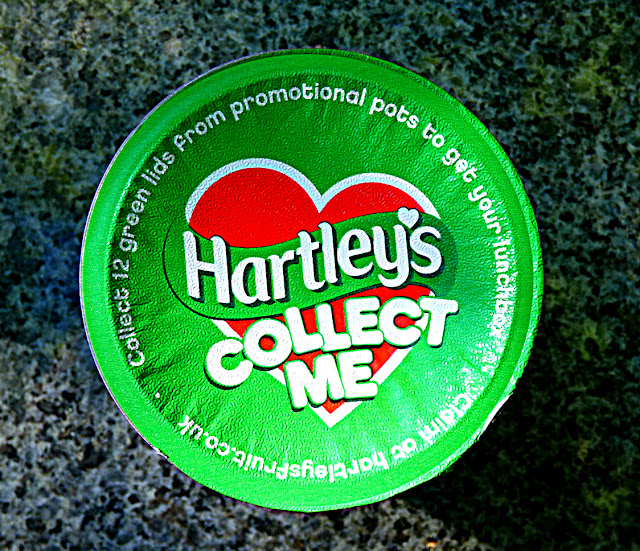 Collect 12 green lids from promotional pots to get your lunchbox
claim at hartleysfruit.co.uk
Hartley's
COLLECT
ME